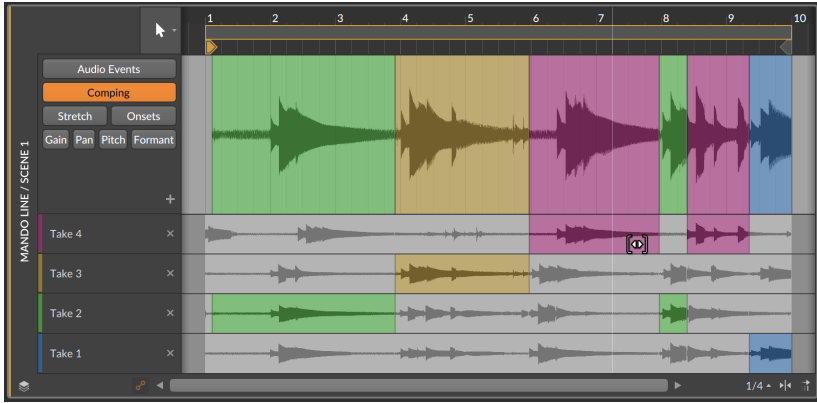 1 2 3 4 5 6 7 8 9 10
Audio Events
Comping
Stretch Onsets
Gain Pan Pitch Formant
+
MANDO LINE / SCENE 1
Take 4 ×
Take 3 ×
Take 2 ×
Take 1 ×
1/4